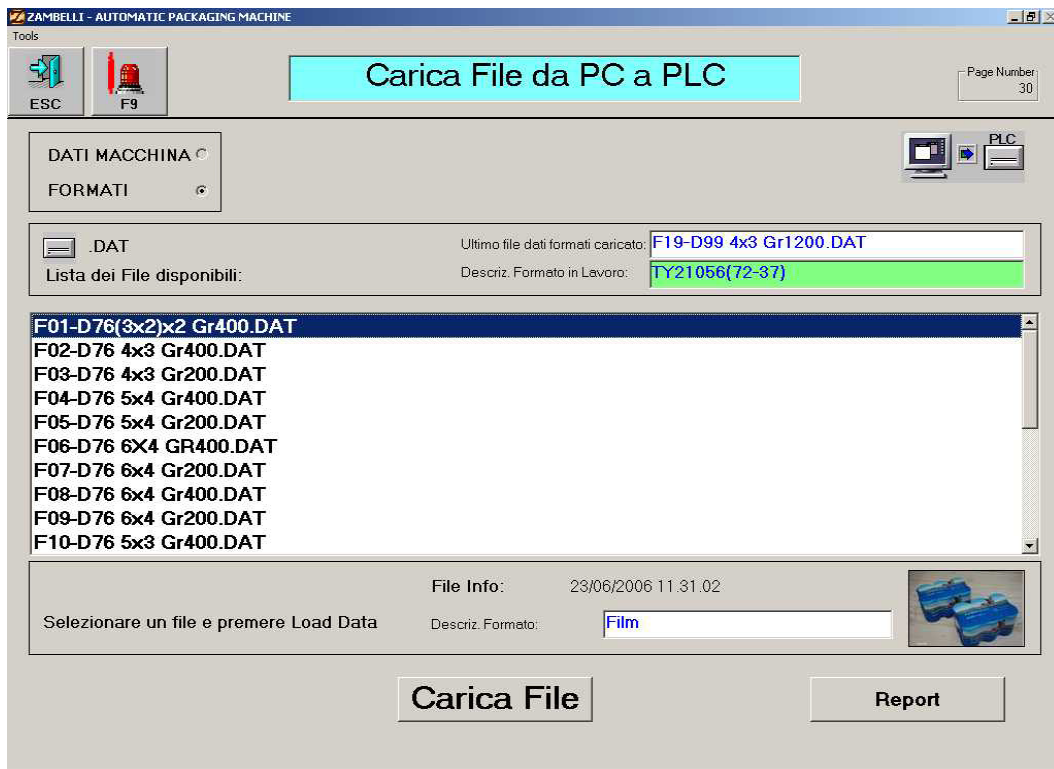 ZAMBELLI - AUTOMATIC PACKAGING MACHINE
Tools
ESC
F9
Carica File da PC a PLC
Page Number
30
DATI MACCHINA
FORMATI
PLC
.DAT
Lista dei File disponibili:
Ultimo file dati formati caricato: F19-D99 4x3 Gr1200.DAT
Descriz. Formato in Lavoro: TY21056(72-37)
F01-D76(3x2)x2 Gr400.DAT
F02-D76 4x3 Gr400.DAT
F03-D76 4x3 Gr200.DAT
F04-D76 5x4 Gr400.DAT
F05-D76 5x4 Gr200.DAT
F06-D76 6X4 GR400.DAT
F07-D76 6x4 Gr200.DAT
F08-D76 6x4 Gr400.DAT
F09-D76 6x4 Gr200.DAT
F10-D76 5x3 Gr400.DAT
File Info: 23/06/2006 11.31.02
Selezionare un file e premere Load Data
Descriz. Formato: Film
Carica File
Report